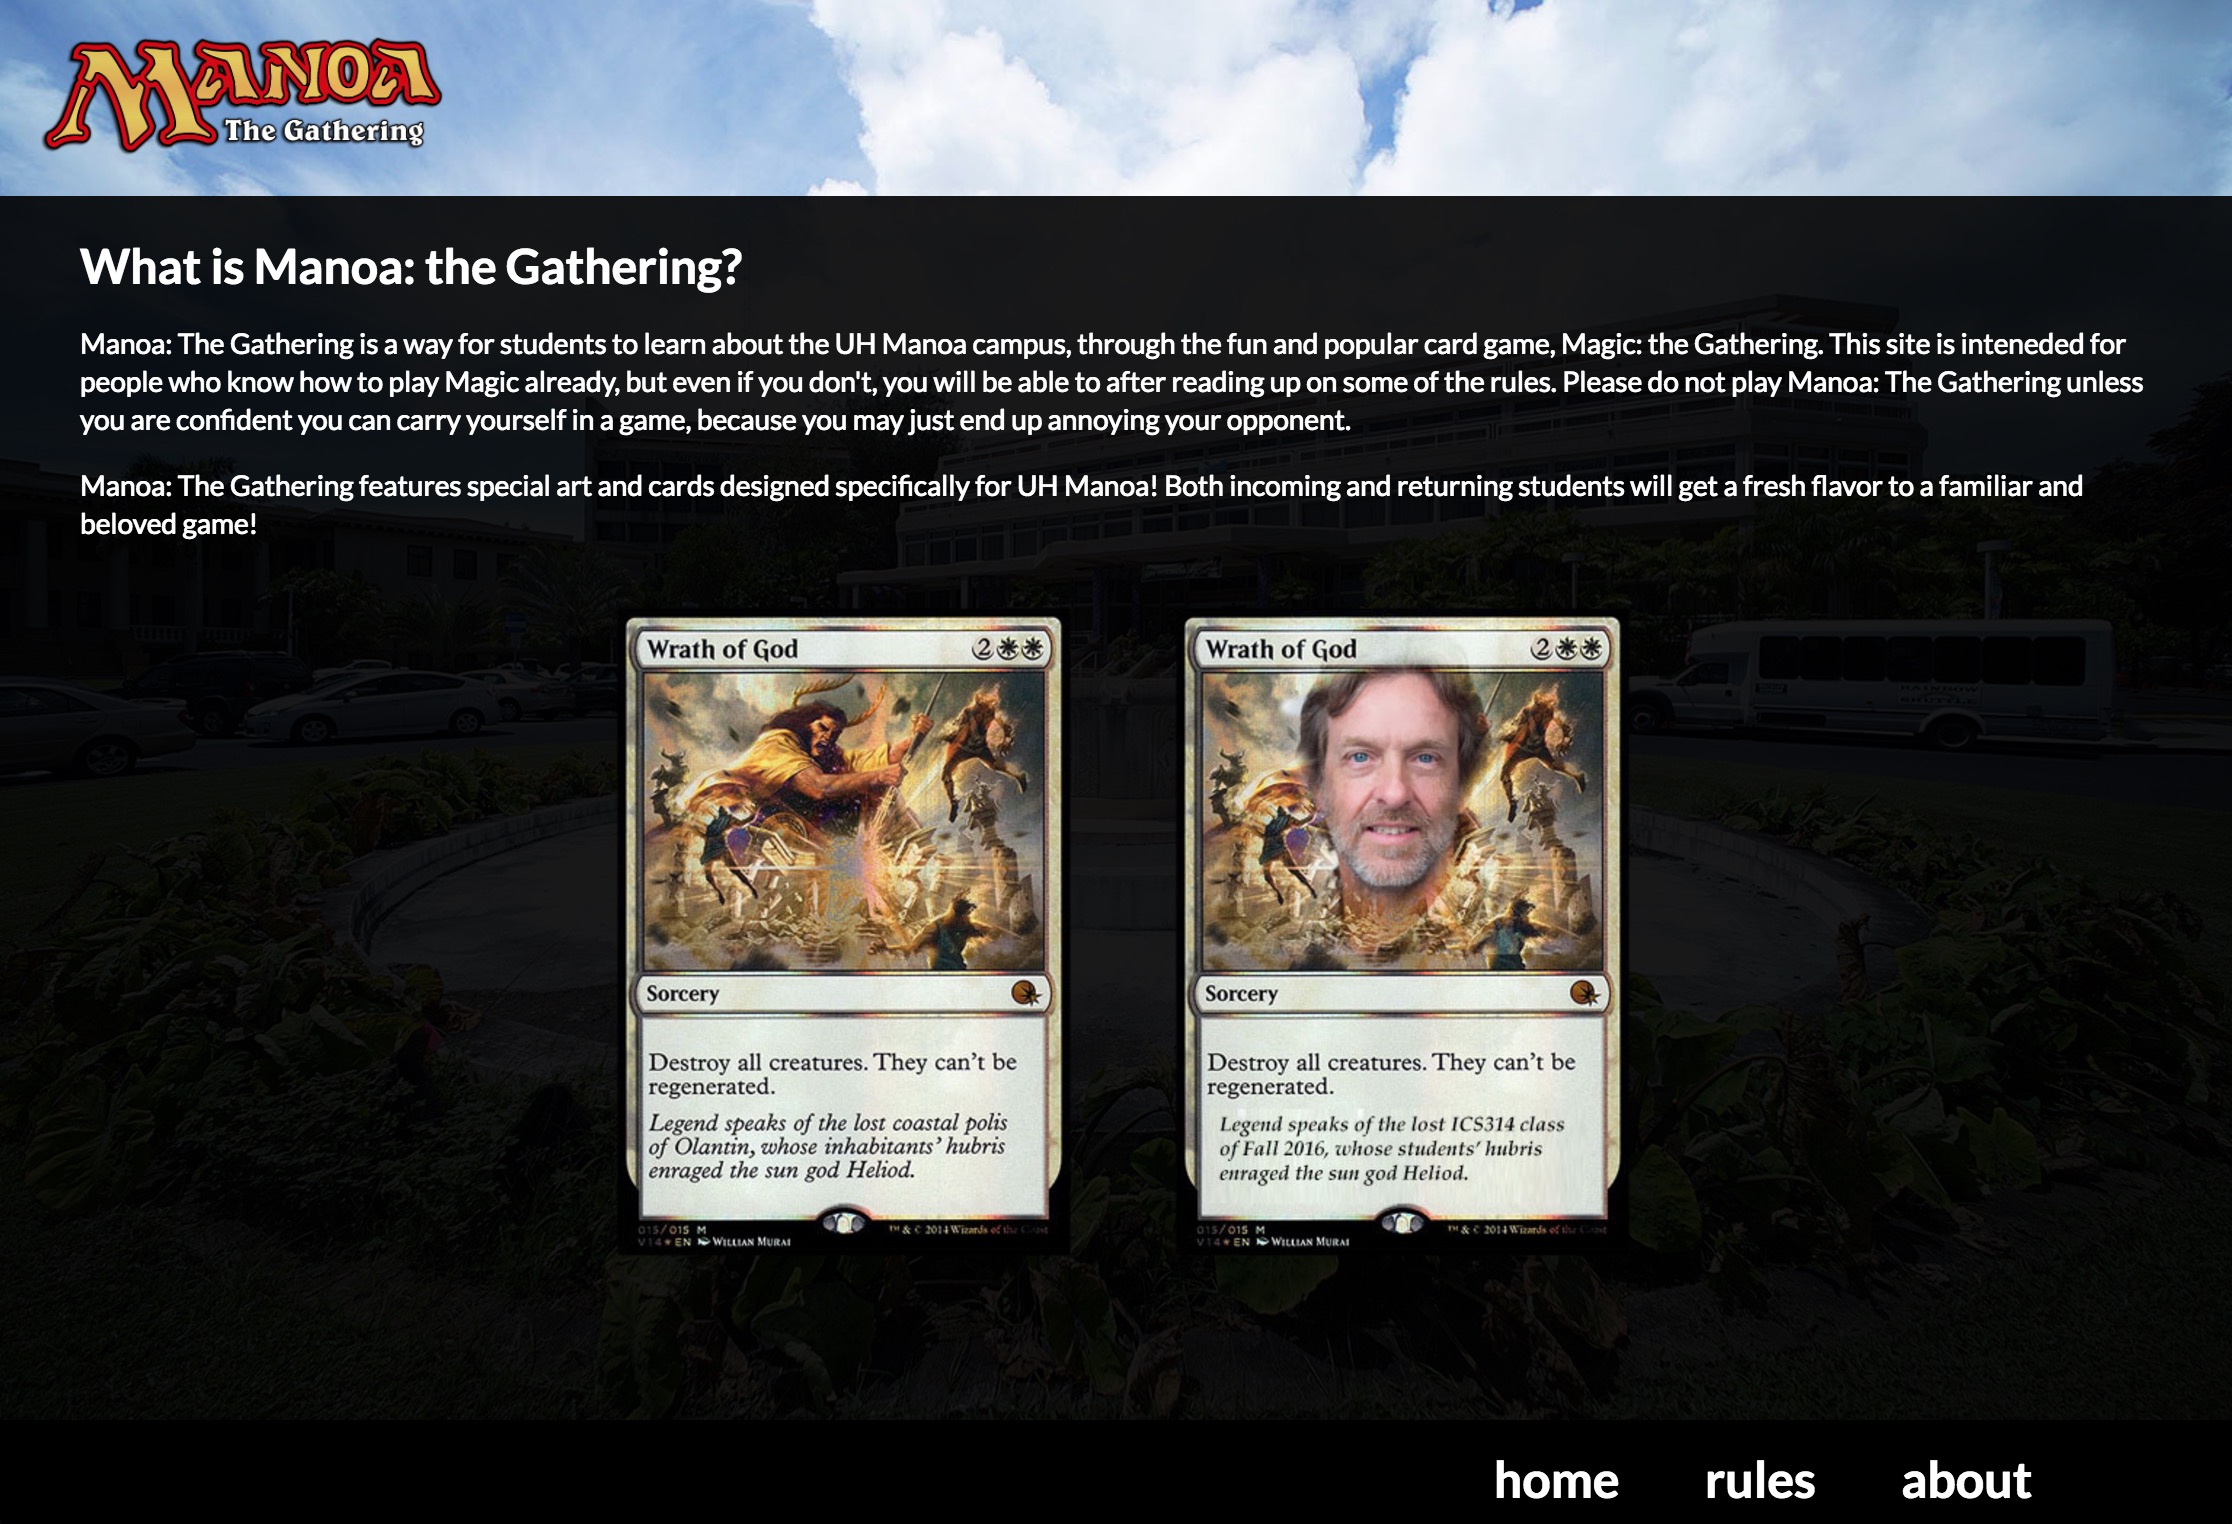 MANOA
The Gathering
What is Manoa: the Gathering?
Manoa: The Gathering is a way for students to learn about the UH Manoa campus, through the fun and popular card game, Magic: the Gathering. This site is inteneded for
people who know how to play Magic already, but even if you don't, you will be able to after reading up on some of the rules. Please do not play Manoa: The Gathering unless
you are confident you can carry yourself in a game, because you may just end up annoying your opponent.
Manoa: The Gathering features special art and cards designed specifically for UH Manoa! Both incoming and returning students will get a fresh flavor to a familiar and
beloved game!
Wrath of God 2
Sorcery
Destroy all creatures. They can't be
regenerated.
Legend speaks of the lost coastal polis
of Olantin, whose inhabitants' hubris
enraged the sun god Heliod.
015/015 M ™ & © 2014 Wizards of the Coast
V14★EN WILLIAN MURAI
Wrath of God 2
Sorcery
Destroy all creatures. They can't be
regenerated.
Legend speaks of the lost ICS314 class
of Fall 2016, whose students' hubris
enraged the sun god Heliod.
015/015 M ™ & © 2014 Wizards of the Coast
V14★EN WILLIAN MURAI
RAINBOW
SHUTTLE
home rules about